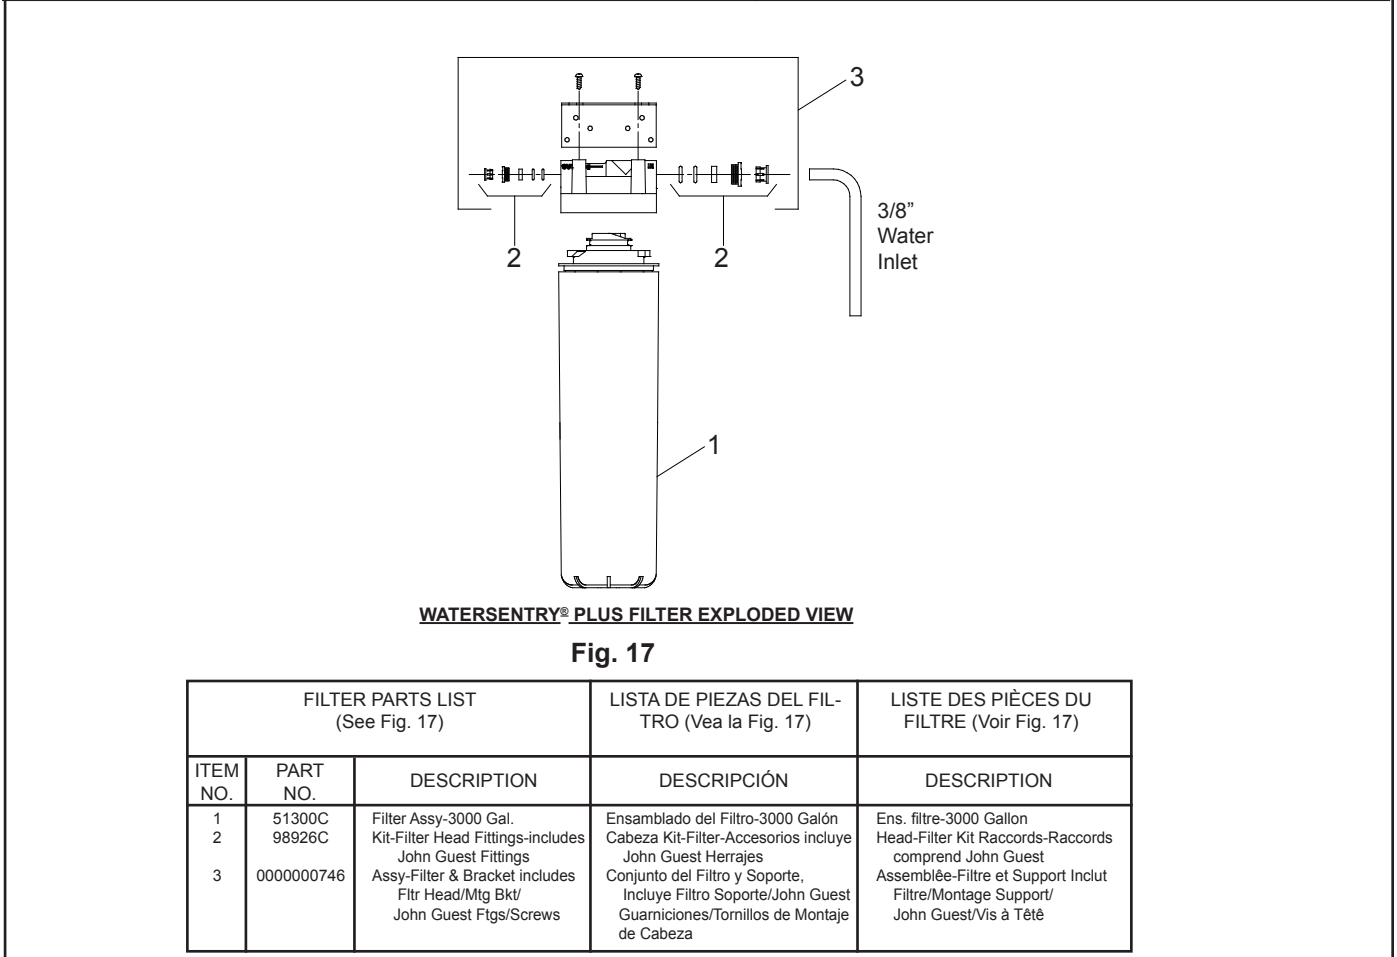 3
2
2
3/8”
Water
Inlet
1
WATERSENTRY® PLUS FILTER EXPLODED VIEW
Fig. 17
FILTER PARTS LIST
(See Fig. 17)
LISTA DE PIEZAS DEL FIL-
TRO (Vea la Fig. 17)
LISTE DES PIÈCES DU
FILTRE (Voir Fig. 17)
ITEM
NO.
PART
NO.
DESCRIPTION
DESCRIPCIÓN
DESCRIPTION
1
51300C
Filter Assy-3000 Gal.
Ensamblado del Filtro-3000 Galón
Ens. filtre-3000 Gallon
2
98926C
Kit-Filter Head Fittings-includes
John Guest Fittings
Cabeza Kit-Filter-Accesorios incluye
John Guest Herrajes
Head-Filter Kit Raccords-Raccords
comprend John Guest
3
0000000746
Assy-Filter & Bracket includes
Fltr Head/Mtg Bkt/
John Guest Ftgs/Screws
Conjunto del Filtro y Soporte,
Incluye Filtro Soporte/John Guest
Guarniciones/Tornillos de Montaje
de Cabeza
Assemblêe-Filtre et Support Inclut
Filtre/Montage Support/
John Guest/Vis à Têtê